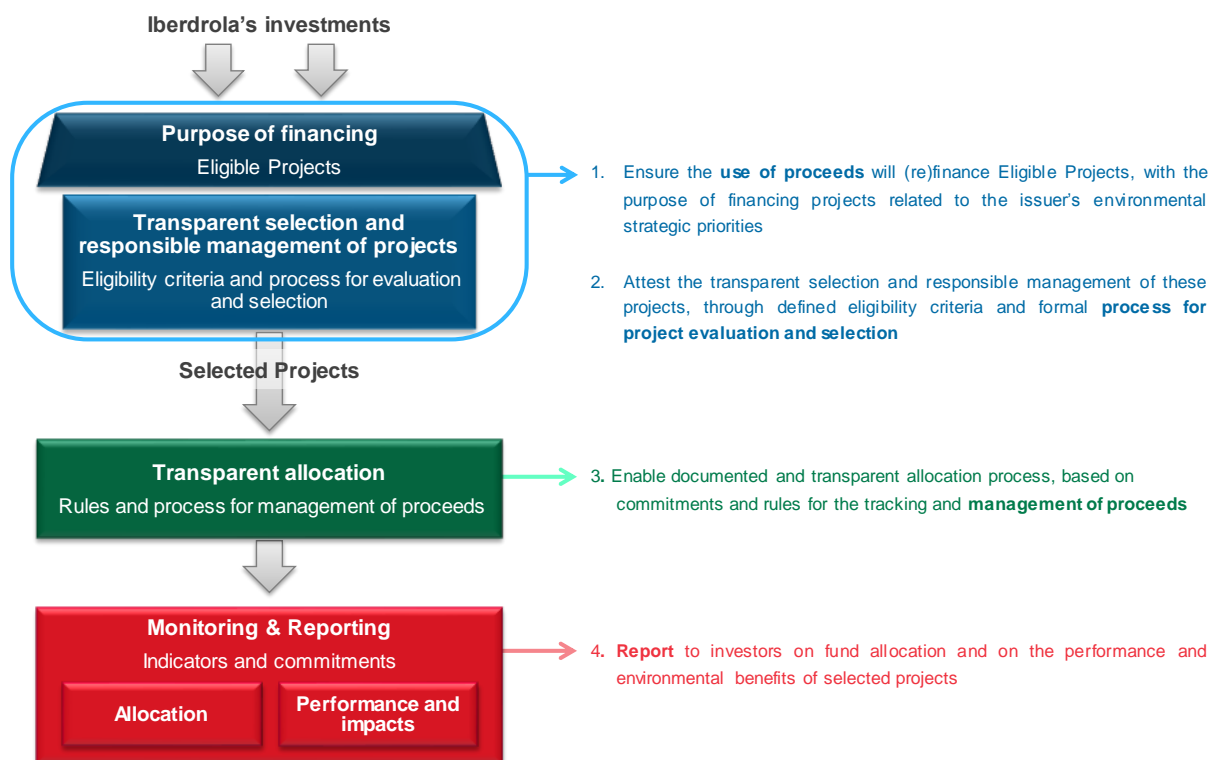 Iberdrola's investments
Purpose of financing
Eligible Projects
Transparent selection and
responsible management of projects
Eligibility criteria and process for evaluation
and selection
1. Ensure the use of proceeds will (re)finance Eligible Projects, with the
purpose of financing projects related to the issuer's environmental
strategic priorities
2. Attest the transparent selection and responsible management of these
projects, through defined eligibility criteria and formal process for
project evaluation and selection
Selected Projects
Transparent allocation
Rules and process for management of proceeds
3. Enable documented and transparent allocation process, based on
commitments and rules for the tracking and management of proceeds
Monitoring & Reporting
Indicators and commitments
Allocation
Performance and
impacts
4. Report to investors on fund allocation and on the performance and
environmental benefits of selected projects